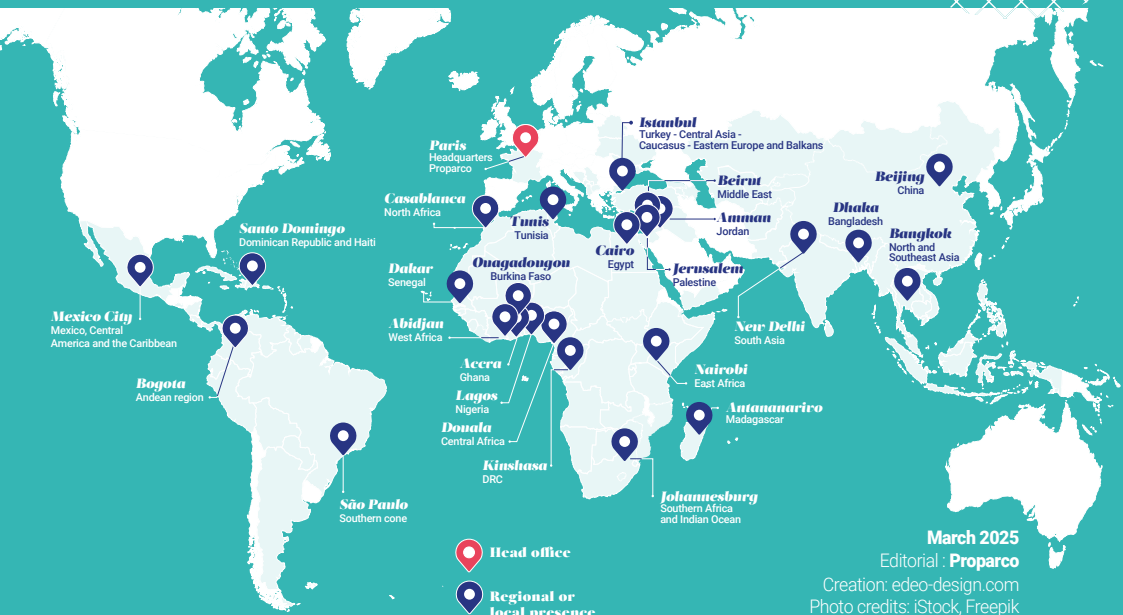 Istanbul
Turkey - Central Asia -
Caucasus - Eastern Europe and Balkans
Paris
Headquarters
Proparco
Beirut
Middle East
Beijing
China
Casablanca
North Africa
Tunis
Tunisia
Amman
Jordan
Dhaka
Bangladesh
Santo Domingo
Dominican Republic and Haiti
Cairo
Egypt
Bangkok
North and
Southeast Asia
Dakar
Senegal
Ouagadougou
Burkina Faso
Jerusalem
Palestine
Mexico City
Mexico, Central
America and the Caribbean
Abidjan
West Africa
New Delhi
South Asia
Accra
Ghana
Nairobi
East Africa
Bogota
Andean region
Lagos
Nigeria
Antananarivo
Madagascar
Douala
Central Africa
Kinshasa
DRC
São Paulo
Southern cone
Johannesburg
Southern Africa
and Indian Ocean
Head office
Regional or
local presence
March 2025
Editorial : Proparco
Creation: edeo-design.com
Photo credits: iStock, Freepik